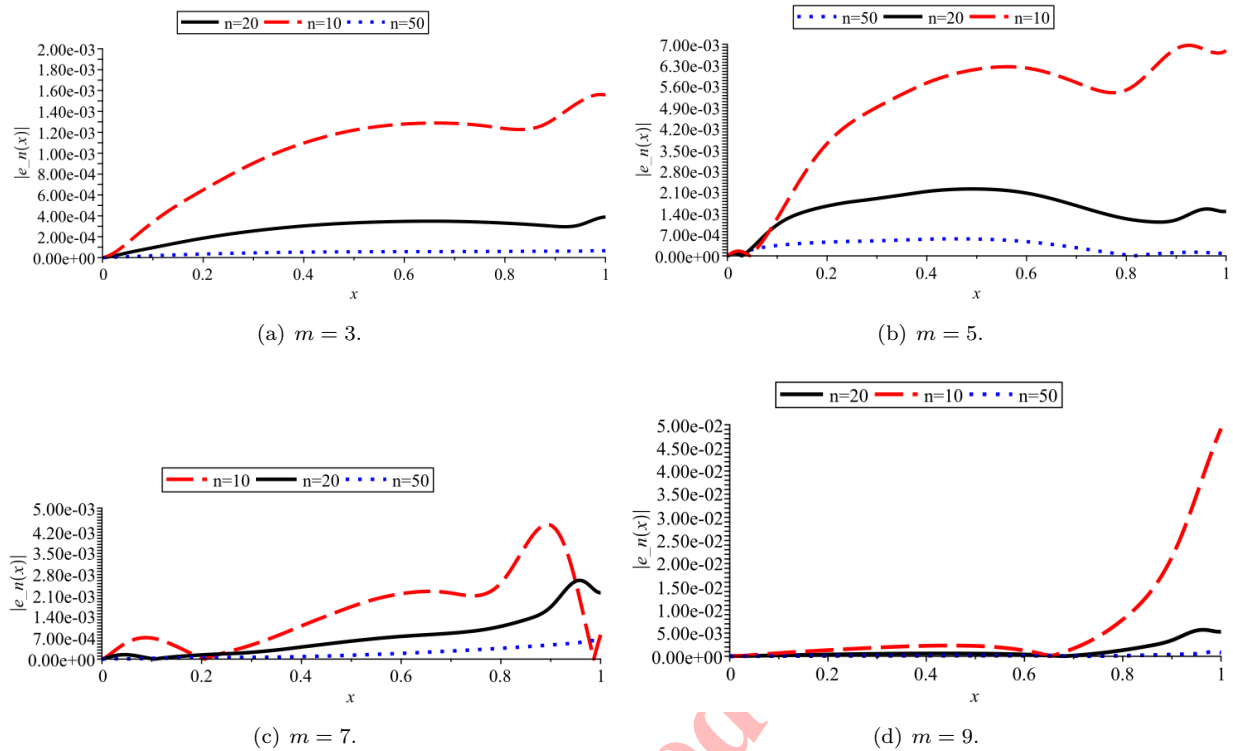 n=20 n=10 n=50
2.00e-03
1.80e-03
1.60e-03
1.40e-03
1.20e-03
1.00e-03
8.00e-04
6.00e-04
4.00e-04
2.00e-04
0.00e+00
|e_n(x)|
0 0.2 0.4 0.6 0.8 1
x
(a) m = 3.
n=50 n=20 n=10
7.00e-03
6.30e-03
5.60e-03
4.90e-03
4.20e-03
3.50e-03
2.80e-03
2.10e-03
1.40e-03
7.00e-04
0.00e+00
|e_n(x)|
0 0.2 0.4 0.6 0.8 1
x
(b) m = 5.
n=10 n=20 n=50
5.00e-03
4.20e-03
3.50e-03
2.80e-03
2.10e-03
1.40e-03
7.00e-04
0.00e+00
|e_n(x)|
0 0.2 0.4 0.6 0.8 1
x
(c) m = 7.
n=20 n=10 n=50
5.00e-02
4.50e-02
4.00e-02
3.50e-02
3.00e-02
2.50e-02
2.00e-02
1.50e-02
1.00e-02
5.00e-03
0.00e+00
|e_n(x)|
0 0.2 0.4 0.6 0.8 1
x
(d) m = 9.